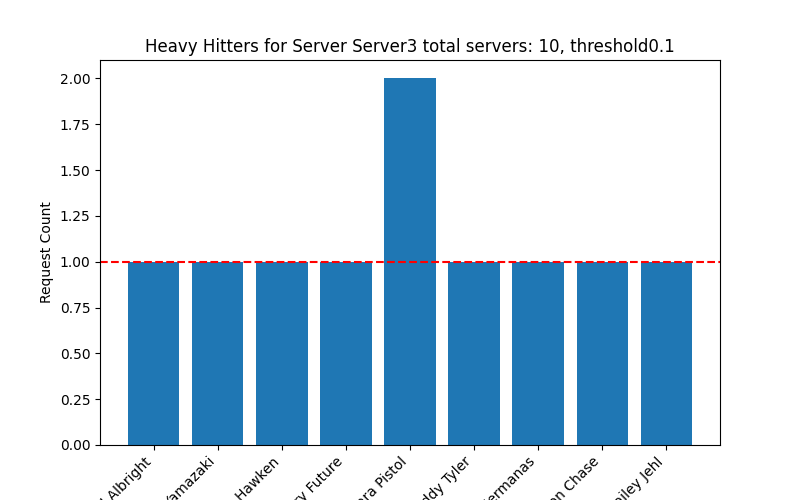 Heavy Hitters for Server Server3 total servers: 10, threshold0.1
Request Count
2.00
1.75
1.50
1.25
1.00
0.75
0.50
0.25
0.00
Albright
Hawken
Future
Pistol
Tyler
Chase
Jehl